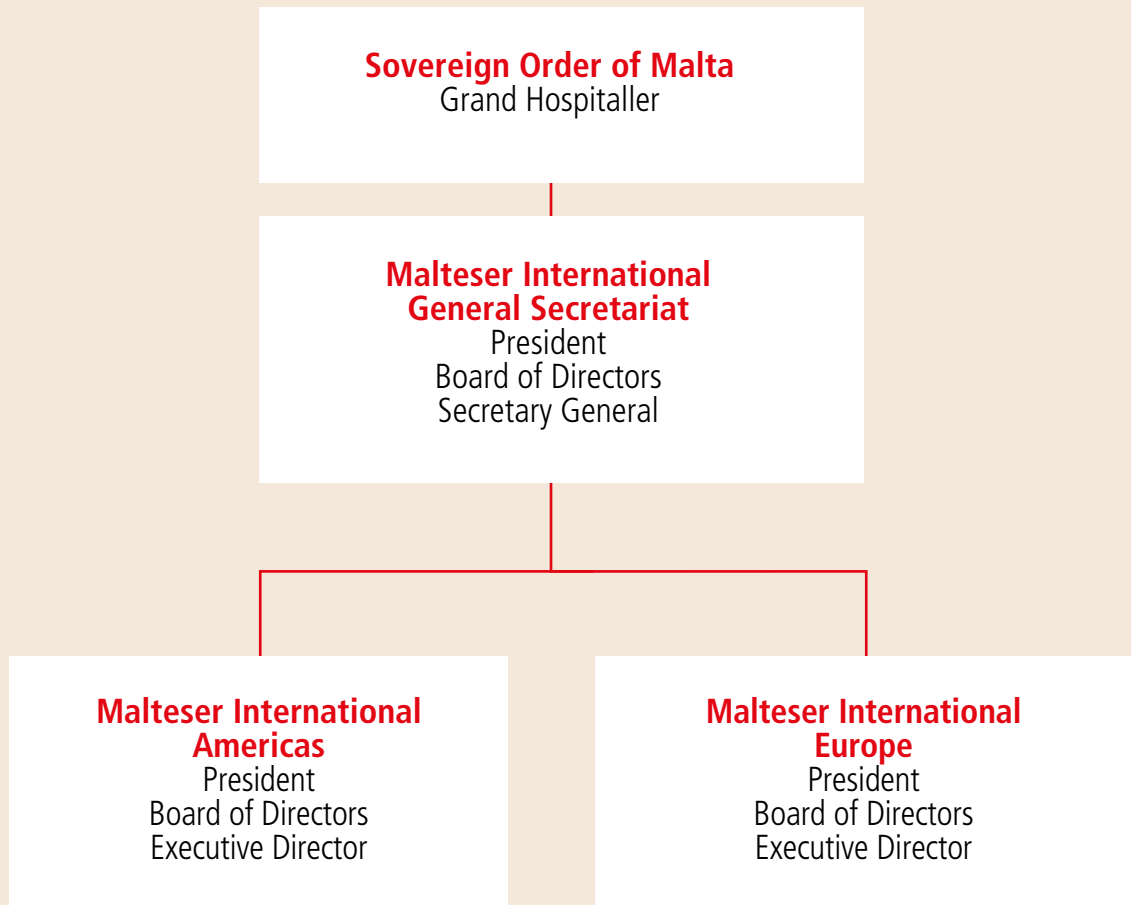 Sovereign Order of Malta
Grand Hospitaller
Malteser International
General Secretariat
President
Board of Directors
Secretary General
Malteser International
Americas
President
Board of Directors
Executive Director
Malteser International
Europe
President
Board of Directors
Executive Director